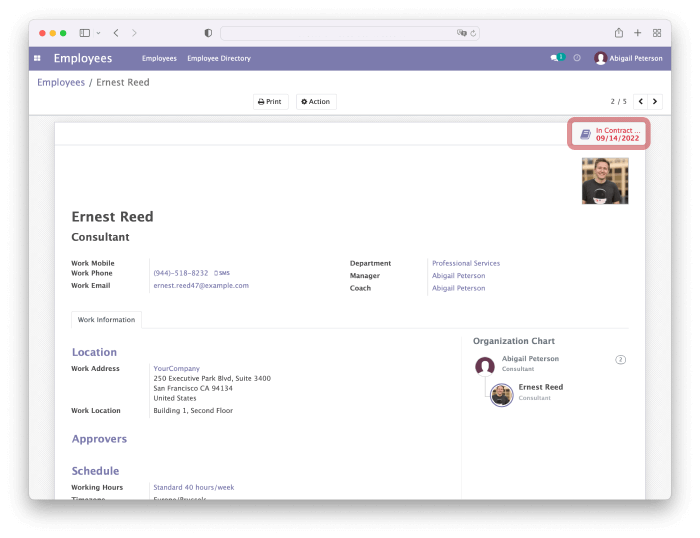 Employees Employees Employee Directory 1 Abigail Peterson
Employees / Ernest Reed
Print Action 2 / 5
In Contract ...
09/14/2022
Ernest Reed
Consultant
Work Mobile
Work Phone (944)-518-8232 SMS
Work Email ernest.reed47@example.com
Department Professional Services
Manager Abigail Peterson
Coach Abigail Peterson
Work Information
Location
Work Address YourCompany
250 Executive Park Blvd, Suite 3400
San Francisco CA 94134
United States
Work Location Building 1, Second Floor
Approvers
Schedule
Working Hours Standard 40 hours/week
Timezone Europe/Brussels
Organization Chart
Abigail Peterson 2
Consultant
Ernest Reed
Consultant